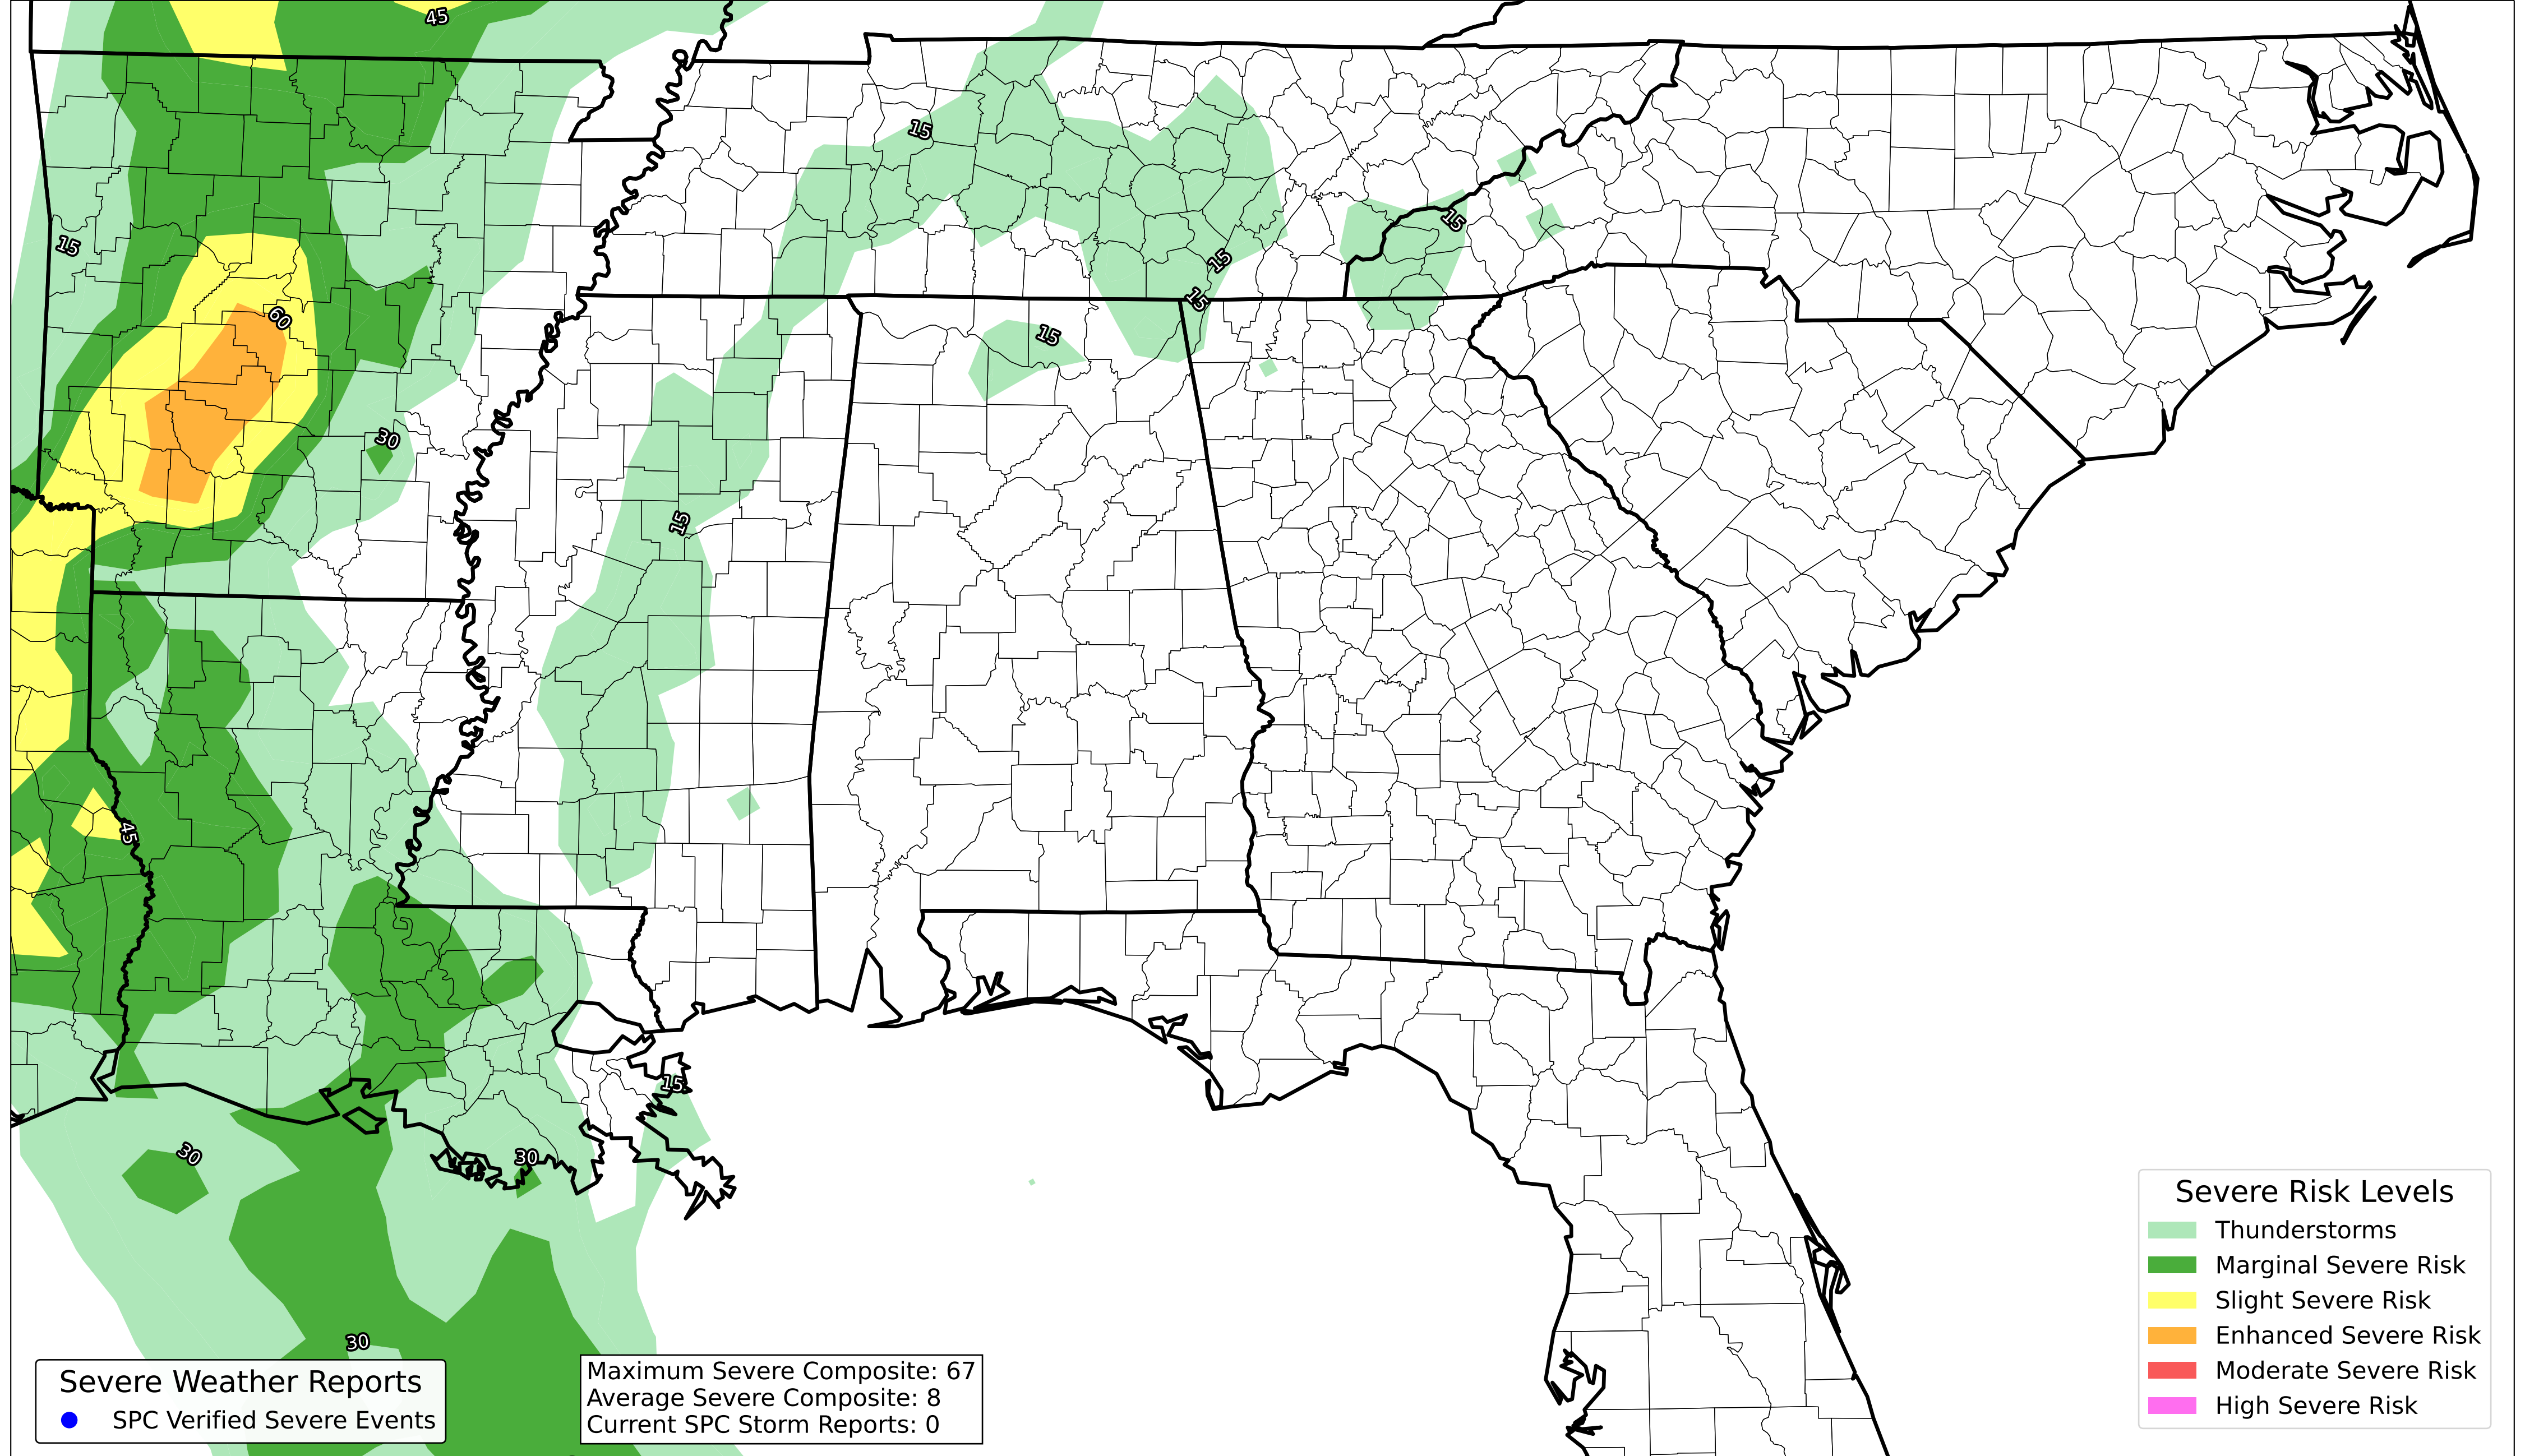 45
15
15
15
15
60
15
15
30
15
45
15
30
30
30
Severe Weather Reports
SPC Verified Severe Events
Maximum Severe Composite: 67
Average Severe Composite: 8
Current SPC Storm Reports: 0
Severe Risk Levels
Thunderstorms
Marginal Severe Risk
Slight Severe Risk
Enhanced Severe Risk
Moderate Severe Risk
High Severe Risk